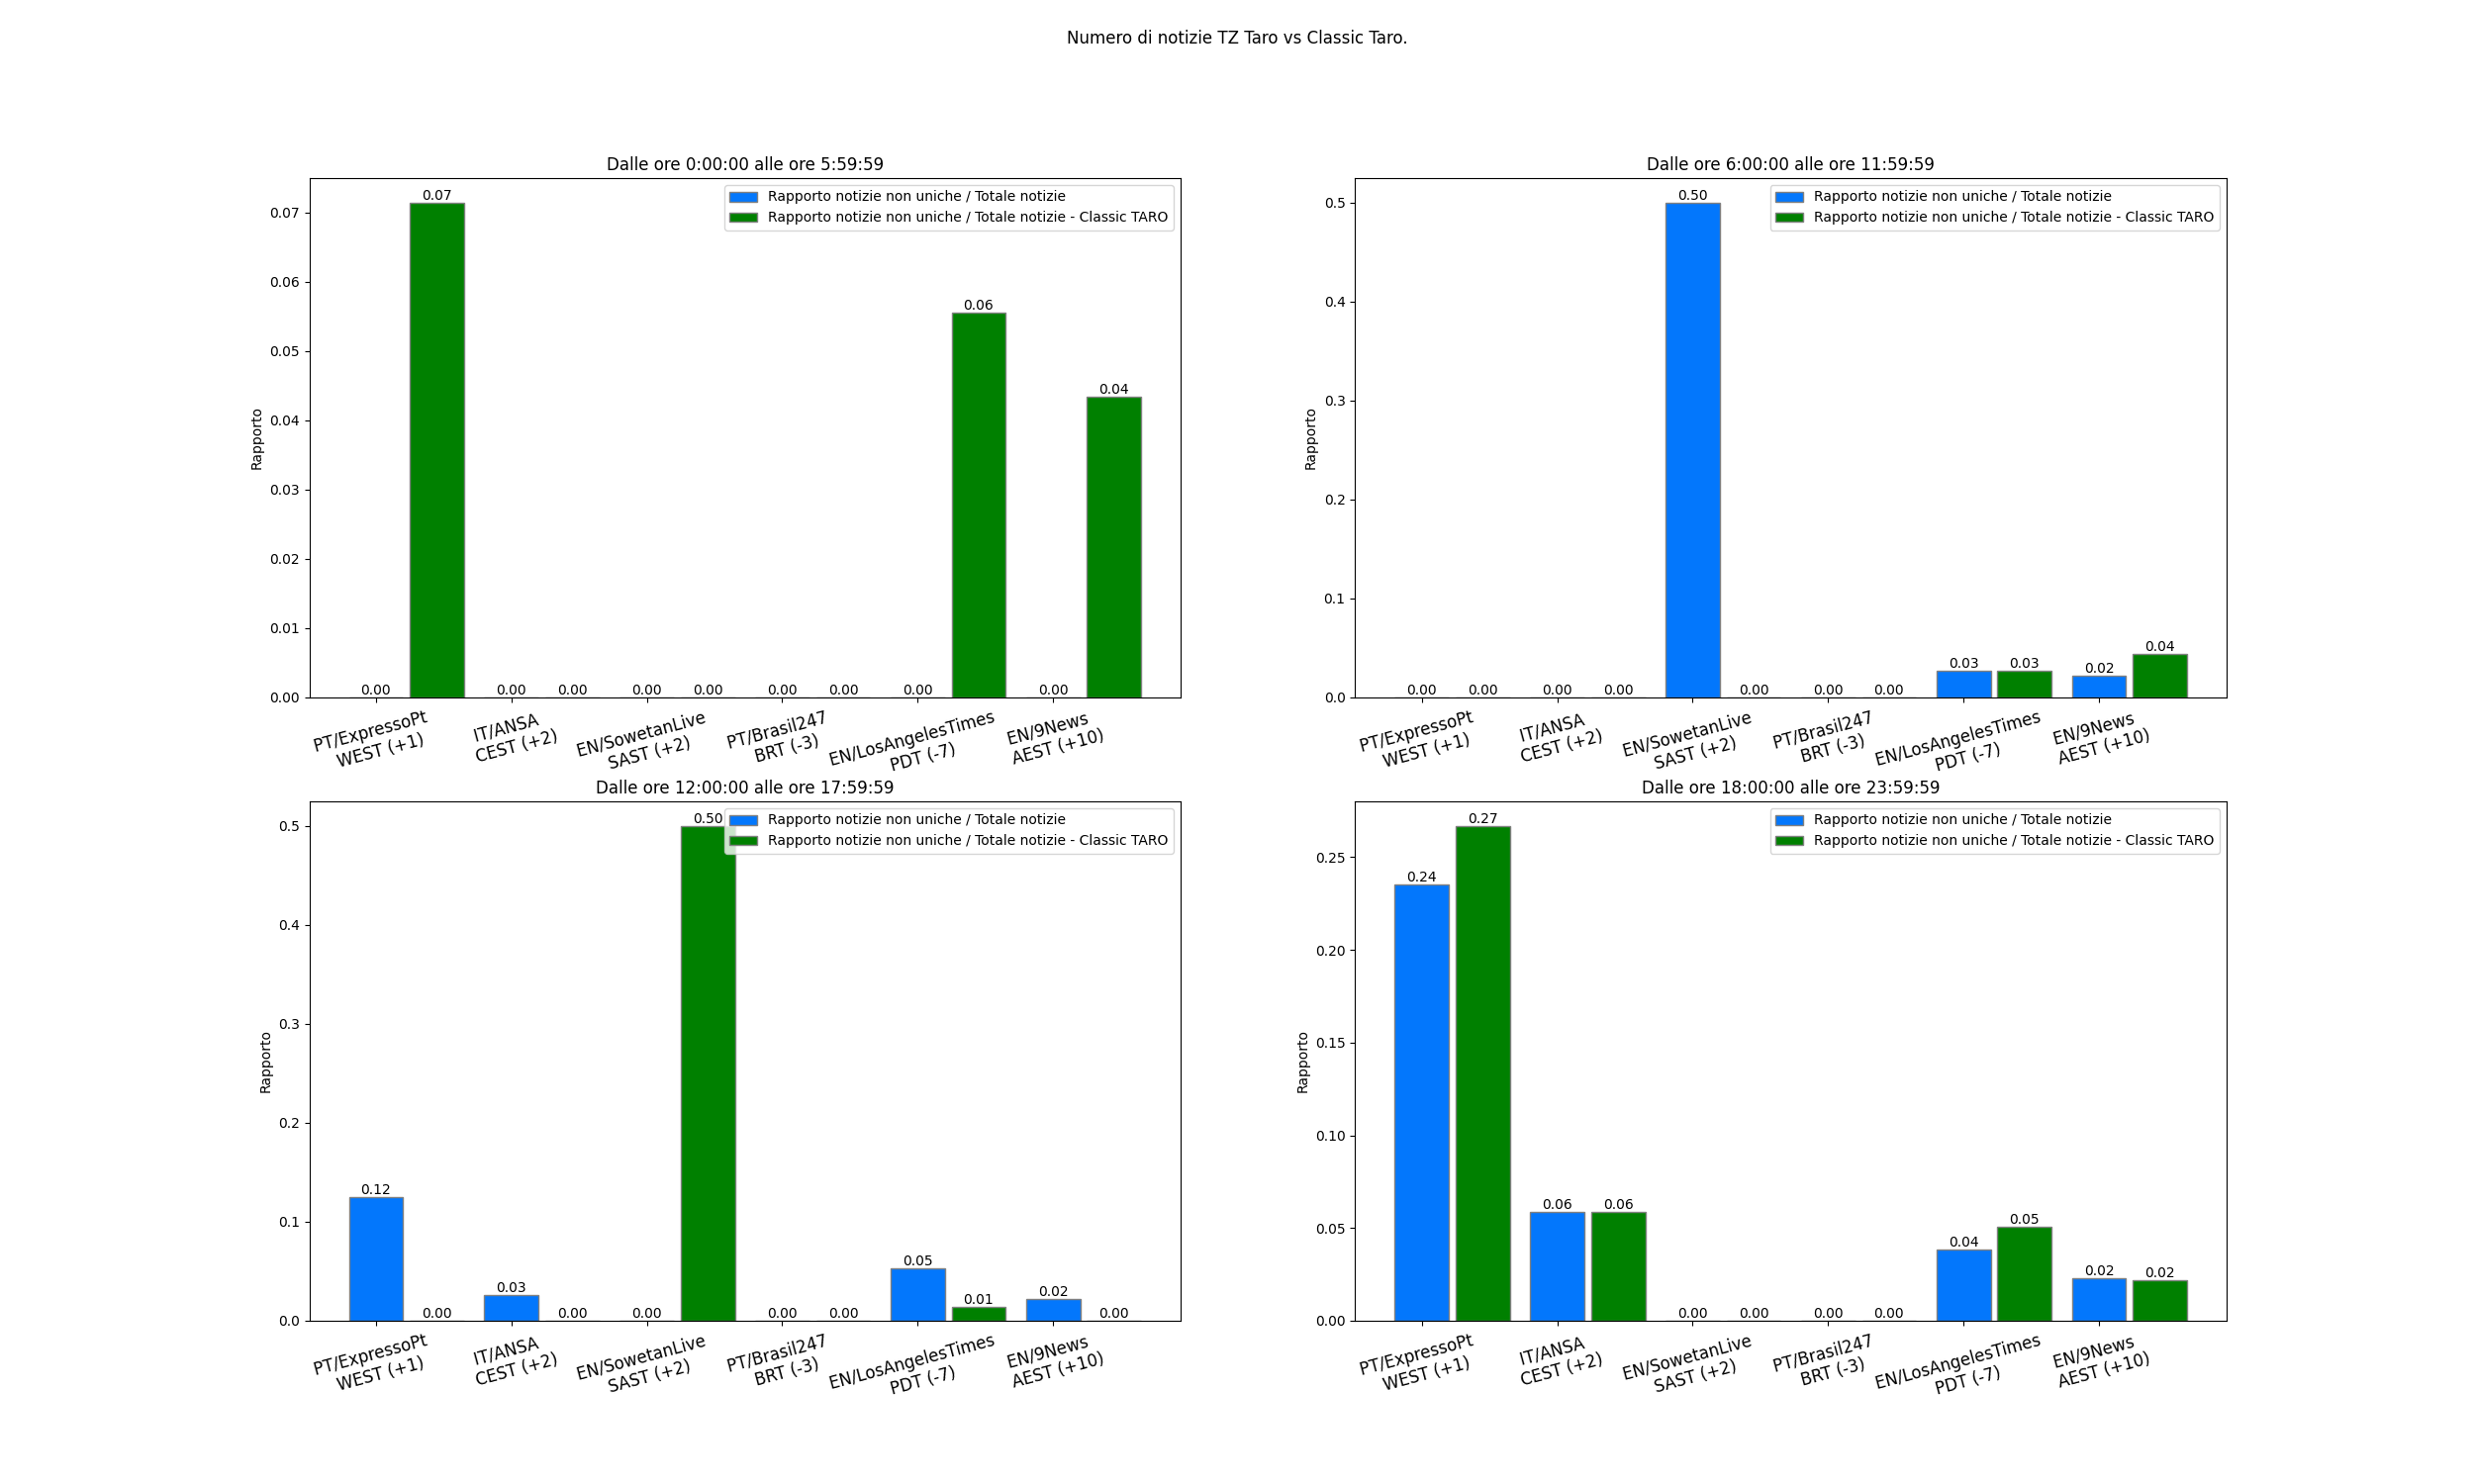 Numero di notizie TZ Taro vs Classic Taro.
Dalle ore 0:00:00 alle ore 5:59:59
Rapporto notizie non uniche / Totale notizie
Rapporto notizie non uniche / Totale notizie - Classic TARO
Rapporto
0.07
0.06
0.05
0.04
0.03
0.02
0.01
0.00
0.00
0.07
0.00
0.00
0.00
0.00
0.00
0.00
0.00
0.06
0.00
0.04
PT/ExpressoPt
WEST (+1)
IT/ANSA
CEST (+2)
EN/SowetanLive
SAST (+2)
PT/Brasil247
BRT (-3)
EN/LosAngelesTimes
PDT (-7)
EN/9News
AEST (+10)
Dalle ore 6:00:00 alle ore 11:59:59
Rapporto notizie non uniche / Totale notizie
Rapporto notizie non uniche / Totale notizie - Classic TARO
Rapporto
0.5
0.4
0.3
0.2
0.1
0.0
0.00
0.00
0.00
0.00
0.50
0.00
0.00
0.00
0.03
0.03
0.02
0.04
PT/ExpressoPt
WEST (+1)
IT/ANSA
CEST (+2)
EN/SowetanLive
SAST (+2)
PT/Brasil247
BRT (-3)
EN/LosAngelesTimes
PDT (-7)
EN/9News
AEST (+10)
Dalle ore 12:00:00 alle ore 17:59:59
Rapporto notizie non uniche / Totale notizie
Rapporto notizie non uniche / Totale notizie - Classic TARO
Rapporto
0.5
0.4
0.3
0.2
0.1
0.0
0.12
0.00
0.03
0.00
0.00
0.50
0.00
0.00
0.05
0.01
0.02
0.00
PT/ExpressoPt
WEST (+1)
IT/ANSA
CEST (+2)
EN/SowetanLive
SAST (+2)
PT/Brasil247
BRT (-3)
EN/LosAngelesTimes
PDT (-7)
EN/9News
AEST (+10)
Dalle ore 18:00:00 alle ore 23:59:59
Rapporto notizie non uniche / Totale notizie
Rapporto notizie non uniche / Totale notizie - Classic TARO
Rapporto
0.25
0.20
0.15
0.10
0.05
0.00
0.24
0.27
0.06
0.06
0.00
0.00
0.00
0.00
0.04
0.05
0.02
0.02
PT/ExpressoPt
WEST (+1)
IT/ANSA
CEST (+2)
EN/SowetanLive
SAST (+2)
PT/Brasil247
BRT (-3)
EN/LosAngelesTimes
PDT (-7)
EN/9News
AEST (+10)